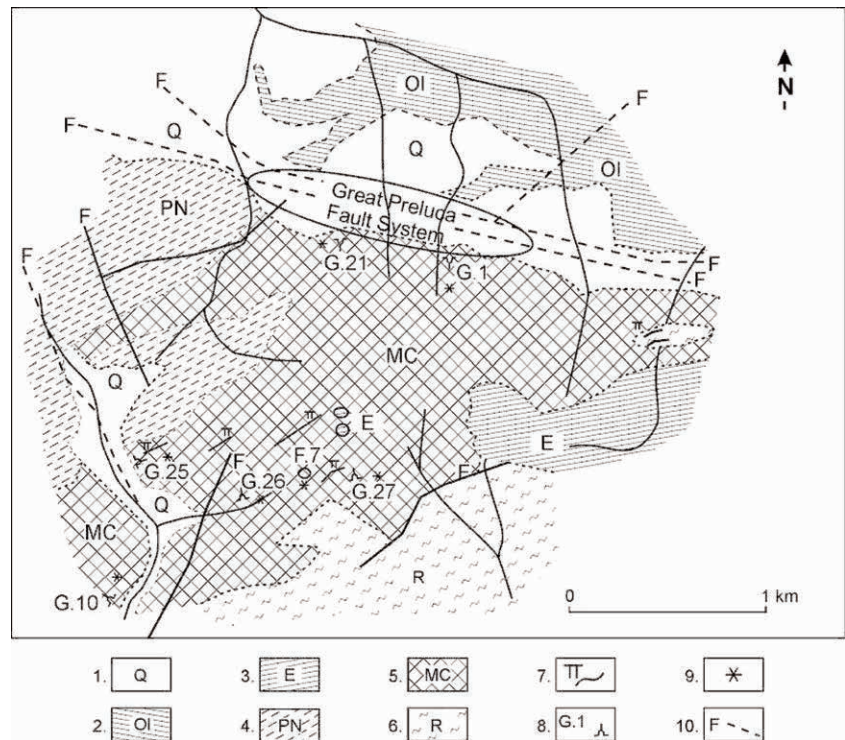 N
F
F
Q
Ol
Q
Ol
PN
Great Preluca
Fault System
F
F
F
F
F
G.21
G.1
MC
π
Q
E
π
π
π
E
F.7
F
π
G.25
G.26
G.27
F
Q
MC
R
G.10
0 1 km
1. Q
3. E
5. MC
7. π
9.
2. Ol
4. PN
6. R
8. G.1
10. F